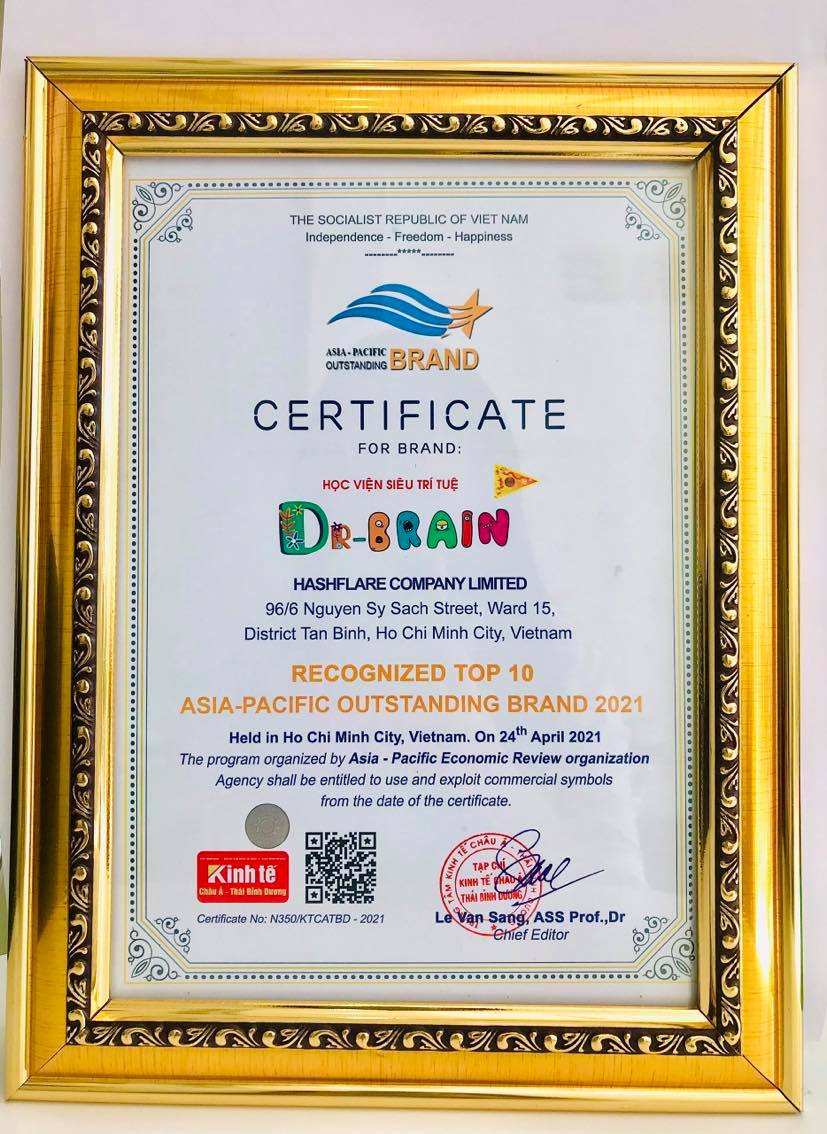 THE SOCIALIST REPUBLIC OF VIET NAM
Independence - Freedom - Happiness
--------*****--------
ASIA - PACIFIC
OUTSTANDING BRAND
CERTIFICATE
FOR BRAND:
HỌC VIỆN SIÊU TRÍ TUỆ
DR-BRAIN
HASHFLARE COMPANY LIMITED
96/6 Nguyen Sy Sach Street, Ward 15,
District Tan Binh, Ho Chi Minh City, Vietnam
RECOGNIZED TOP 10
ASIA-PACIFIC OUTSTANDING BRAND 2021
Held in Ho Chi Minh City, Vietnam. On 24th April 2021
The program organized by Asia - Pacific Economic Review organization
Agency shall be entitled to use and exploit commercial symbols
from the date of the certificate.
Kinh tế
Châu Á - Thái Bình Dương
TẠP CHÍ
KINH TẾ CHÂU Á
THÁI BÌNH DƯƠNG
Certificate No: N350/KTCATBD - 2021
Le Van Sang, ASS Prof.,Dr
Chief Editor